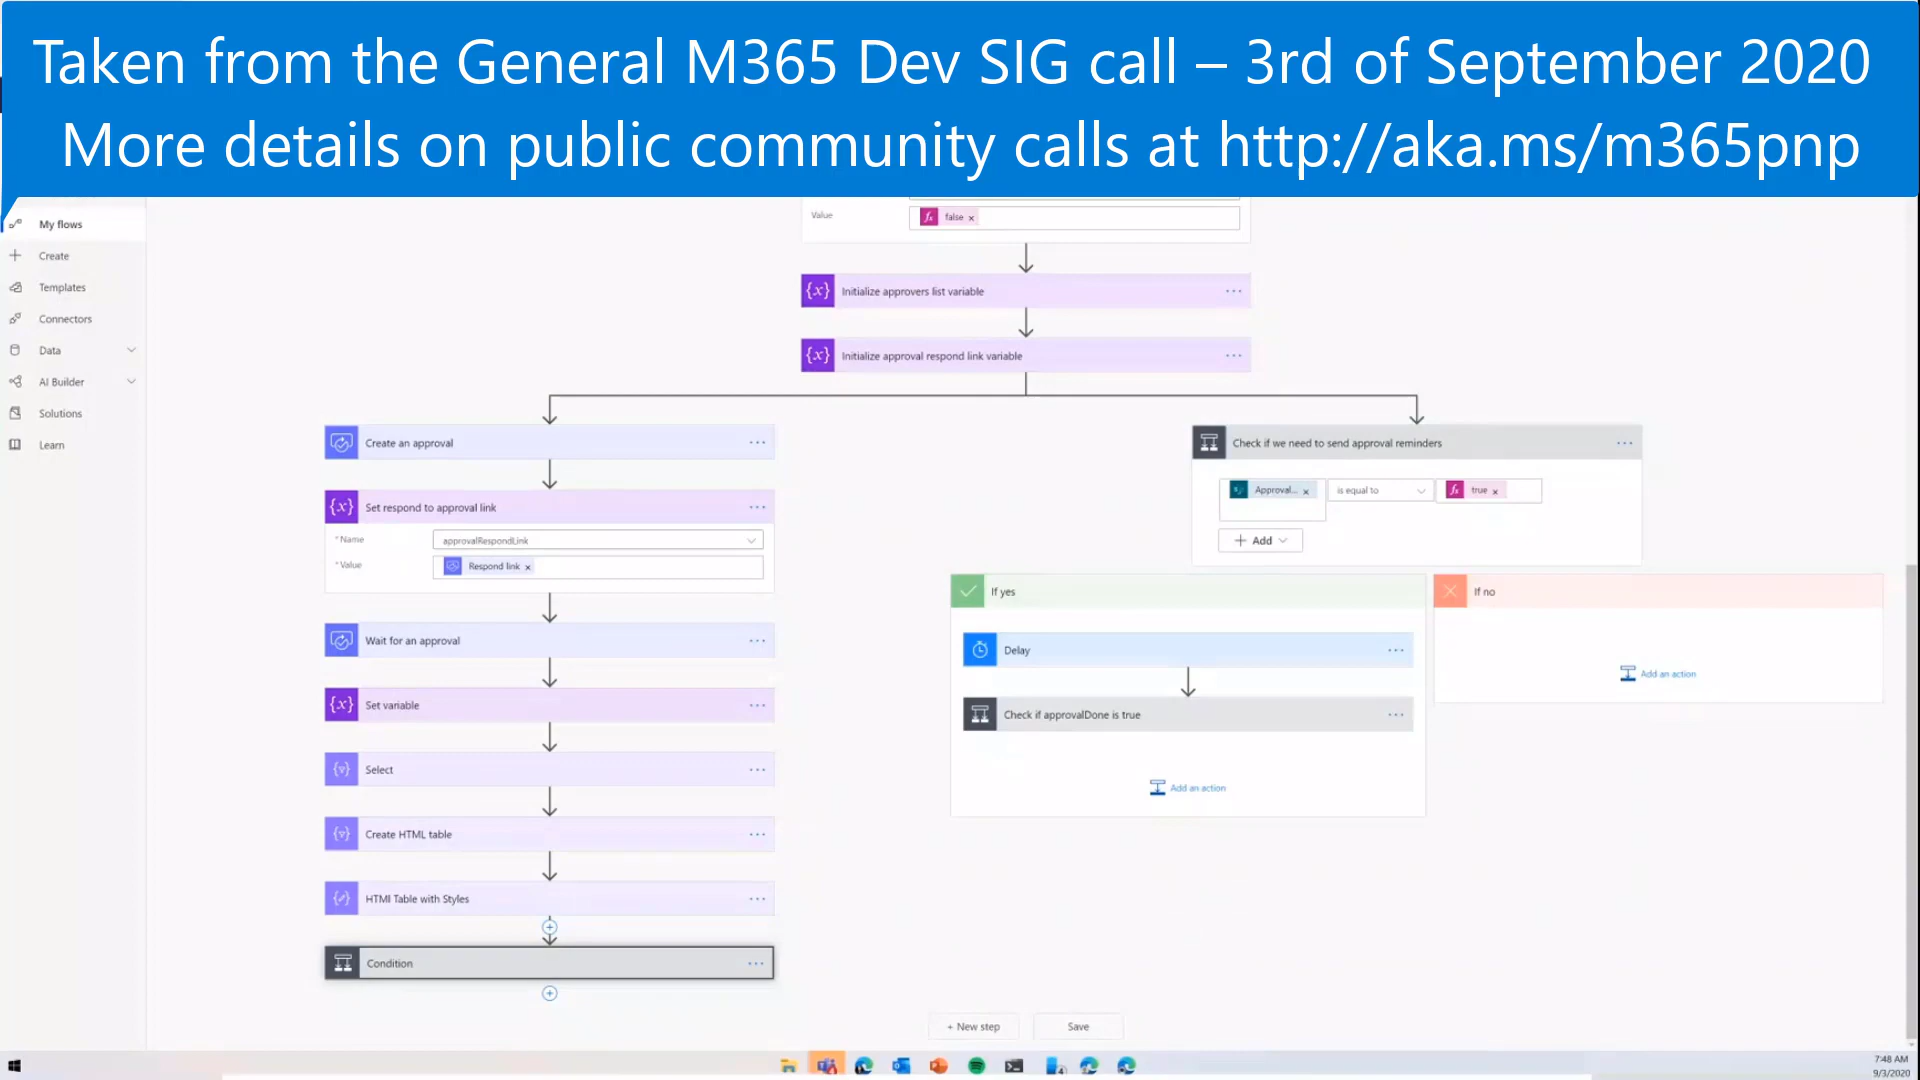 Taken from the General M365 Dev SIG call – 3rd of September 2020
More details on public community calls at http://aka.ms/m365pnp
My flows
Create
Templates
Connectors
Data
AI Builder
Solutions
Learn
Value
fx false ×
{x} Initialize approvers list variable ...
{x} Initialize approval respond link variable ...
Create an approval ...
{x} Set respond to approval link ...
* Name
approvalRespondLink
* Value
Respond link ×
Wait for an approval ...
{x} Set variable ...
Select ...
Create HTML table ...
HTMl Table with Styles ...
Condition ...
Check if we need to send approval reminders ...
Approval... ×
is equal to
fx true ×
+ Add
If yes
Delay ...
Check if approvalDone is true ...
Add an action
If no
Add an action
+ New step
Save
7:48 AM
9/3/2020